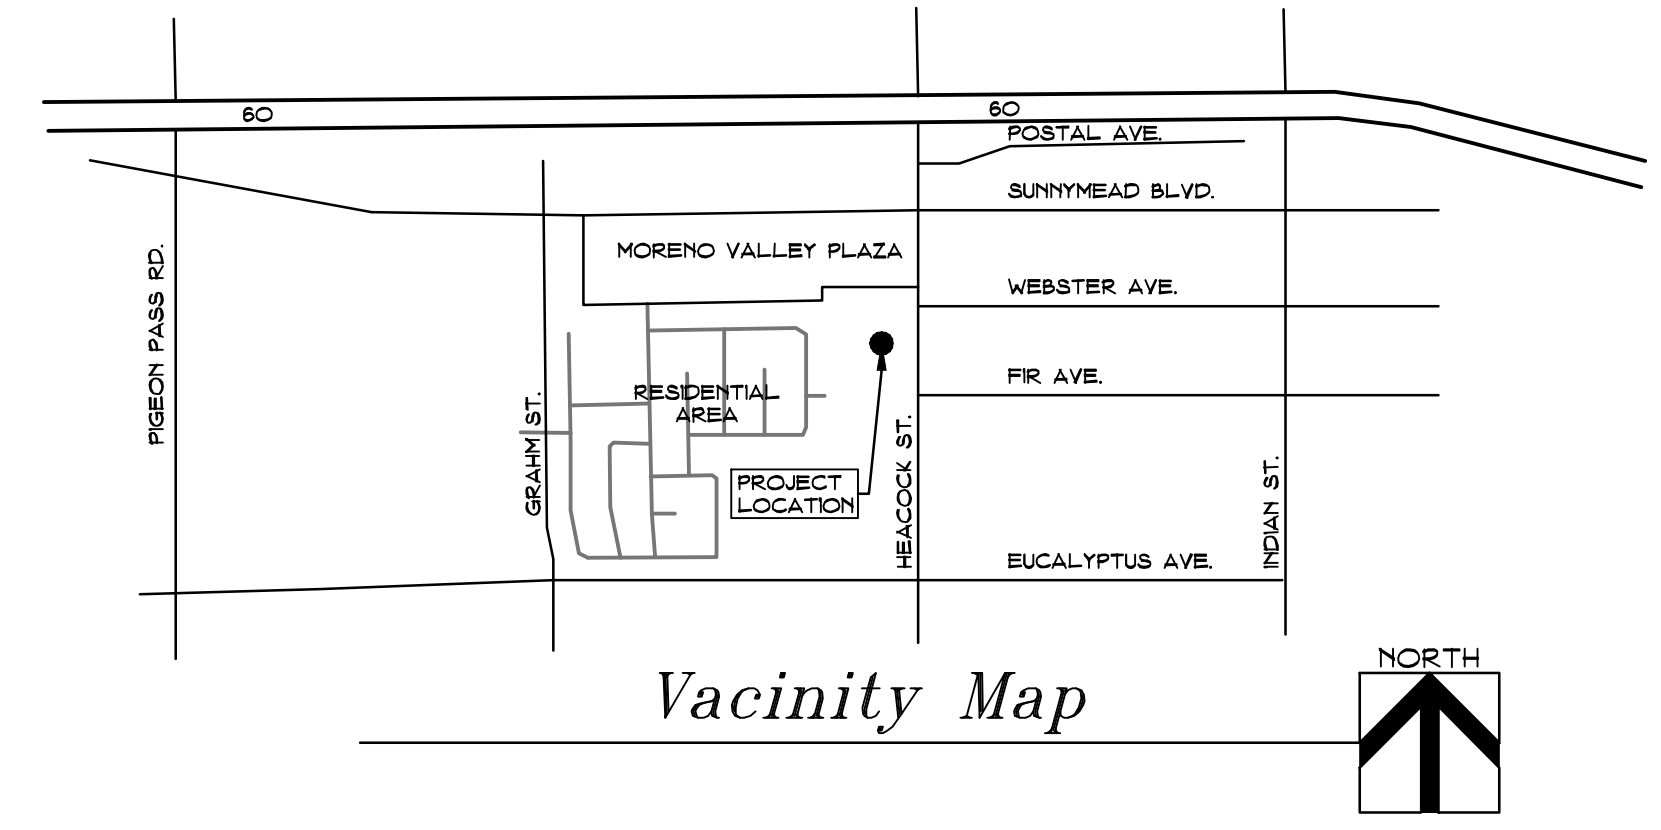 60
60
POSTAL AVE.
SUNNYMEAD BLVD.
MORENO VALLEY PLAZA
WEBSTER AVE.
PIGEON PASS RD.
FIR AVE.
RESIDENTIAL
AREA
GRAHM ST.
HEACOCK ST.
INDIAN ST.
PROJECT
LOCATION
EUCALYPTUS AVE.
NORTH
Vacinity Map